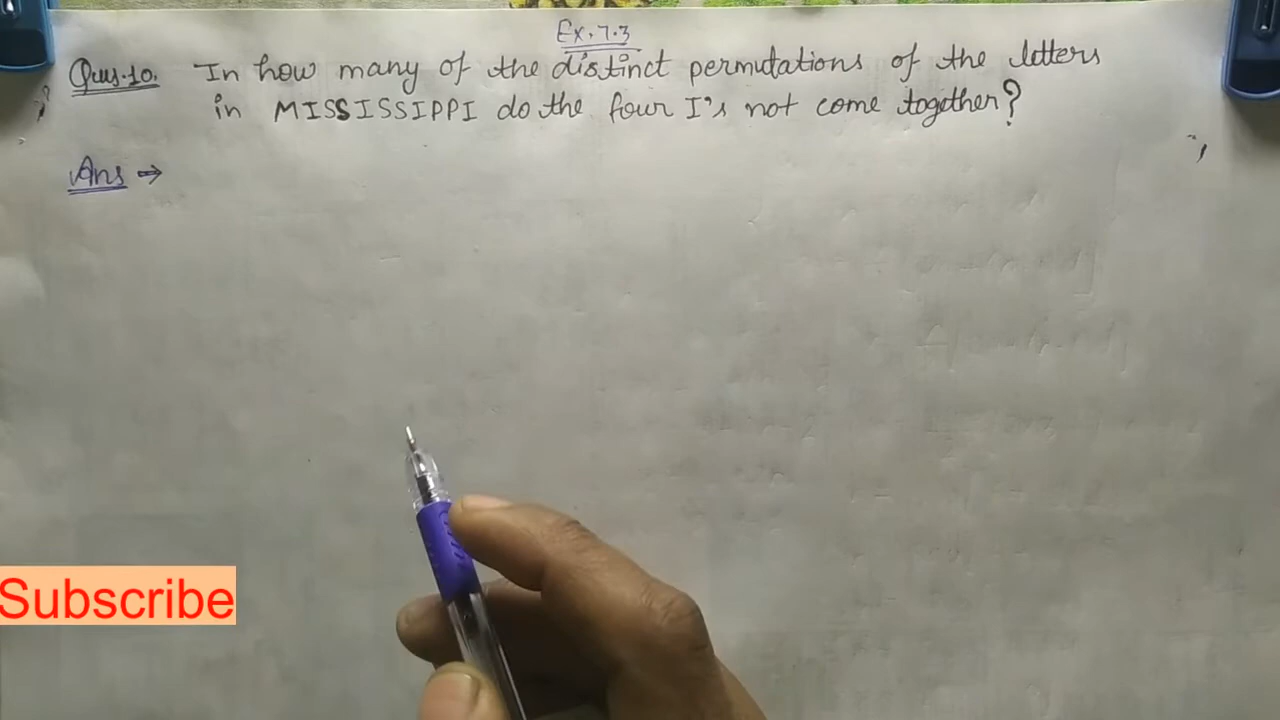 Ex. 7.3
Ques. 10. In how many of the distinct permutations of the letters
in MISSISSIPPI do the four I's not come together?
Ans ⇒
Subscribe